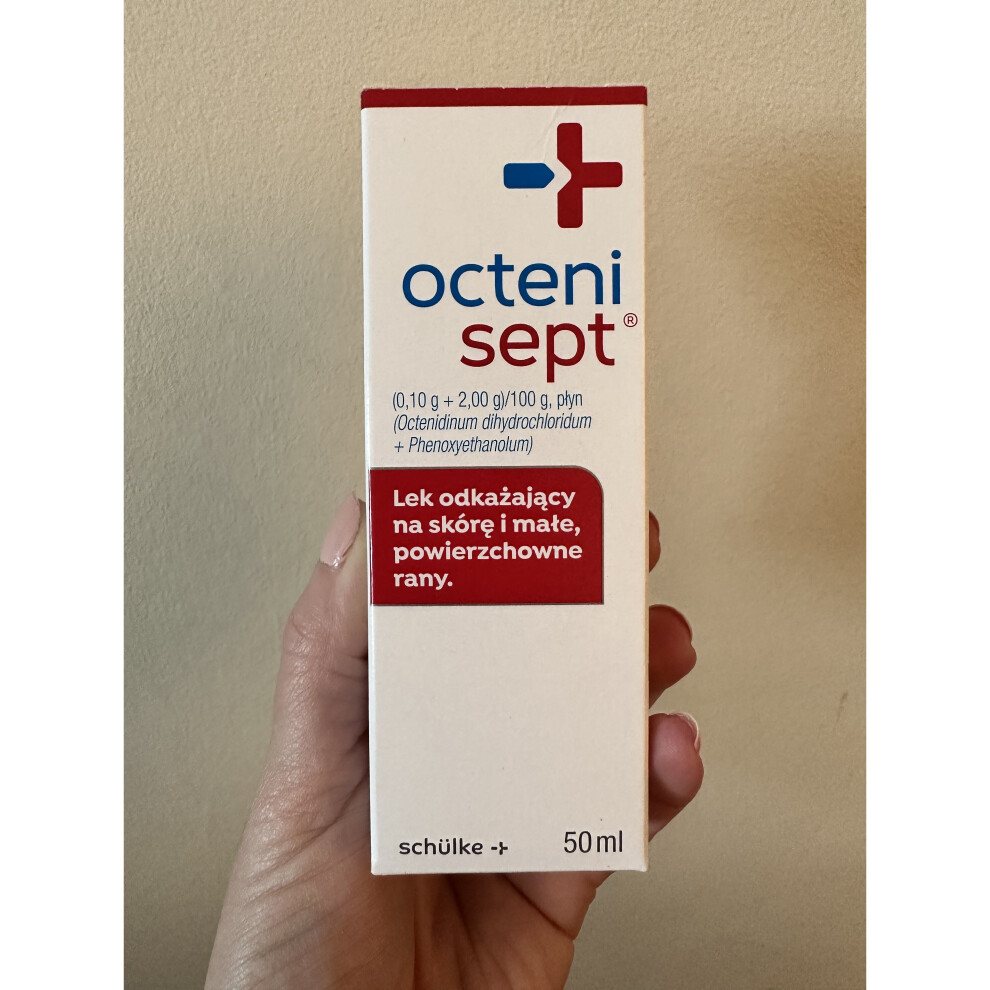 octeni
sept®
(0,10 g + 2,00 g)/100 g, płyn
(Octenidinum dihydrochloridum
+ Phenoxyethanolum)
Lek odkażający
na skórę i małe,
powierzchowne
rany.
schülke
50 ml